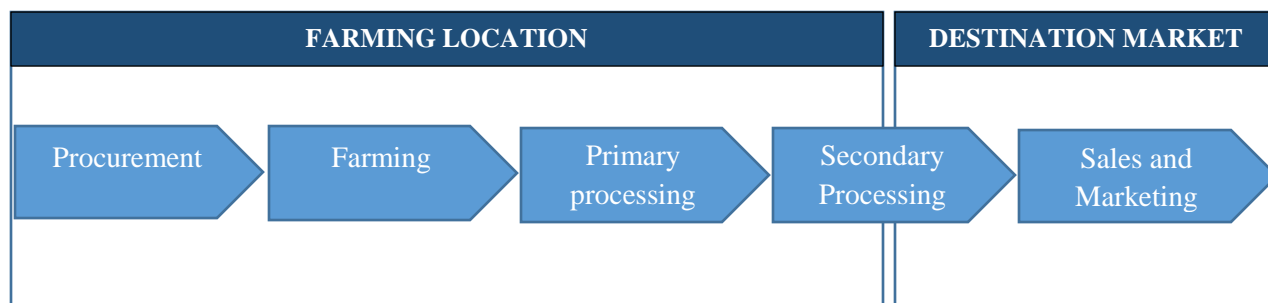 FARMING LOCATION
DESTINATION MARKET
Procurement
Farming
Primary
processing
Secondary
Processing
Sales and
Marketing